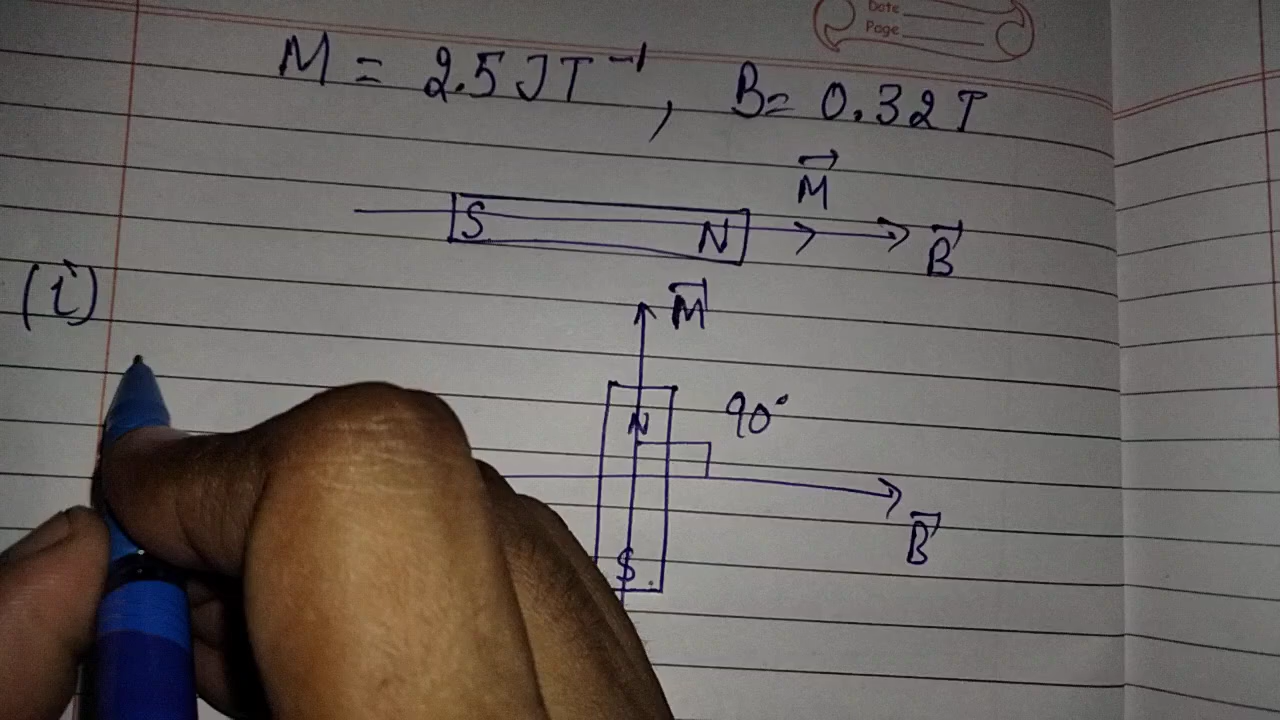 Date
Page
M = 2.5 JT⁻¹, B = 0.32 T
M⃗
S N B⃗
(i)
M⃗
N 90°
B⃗
S